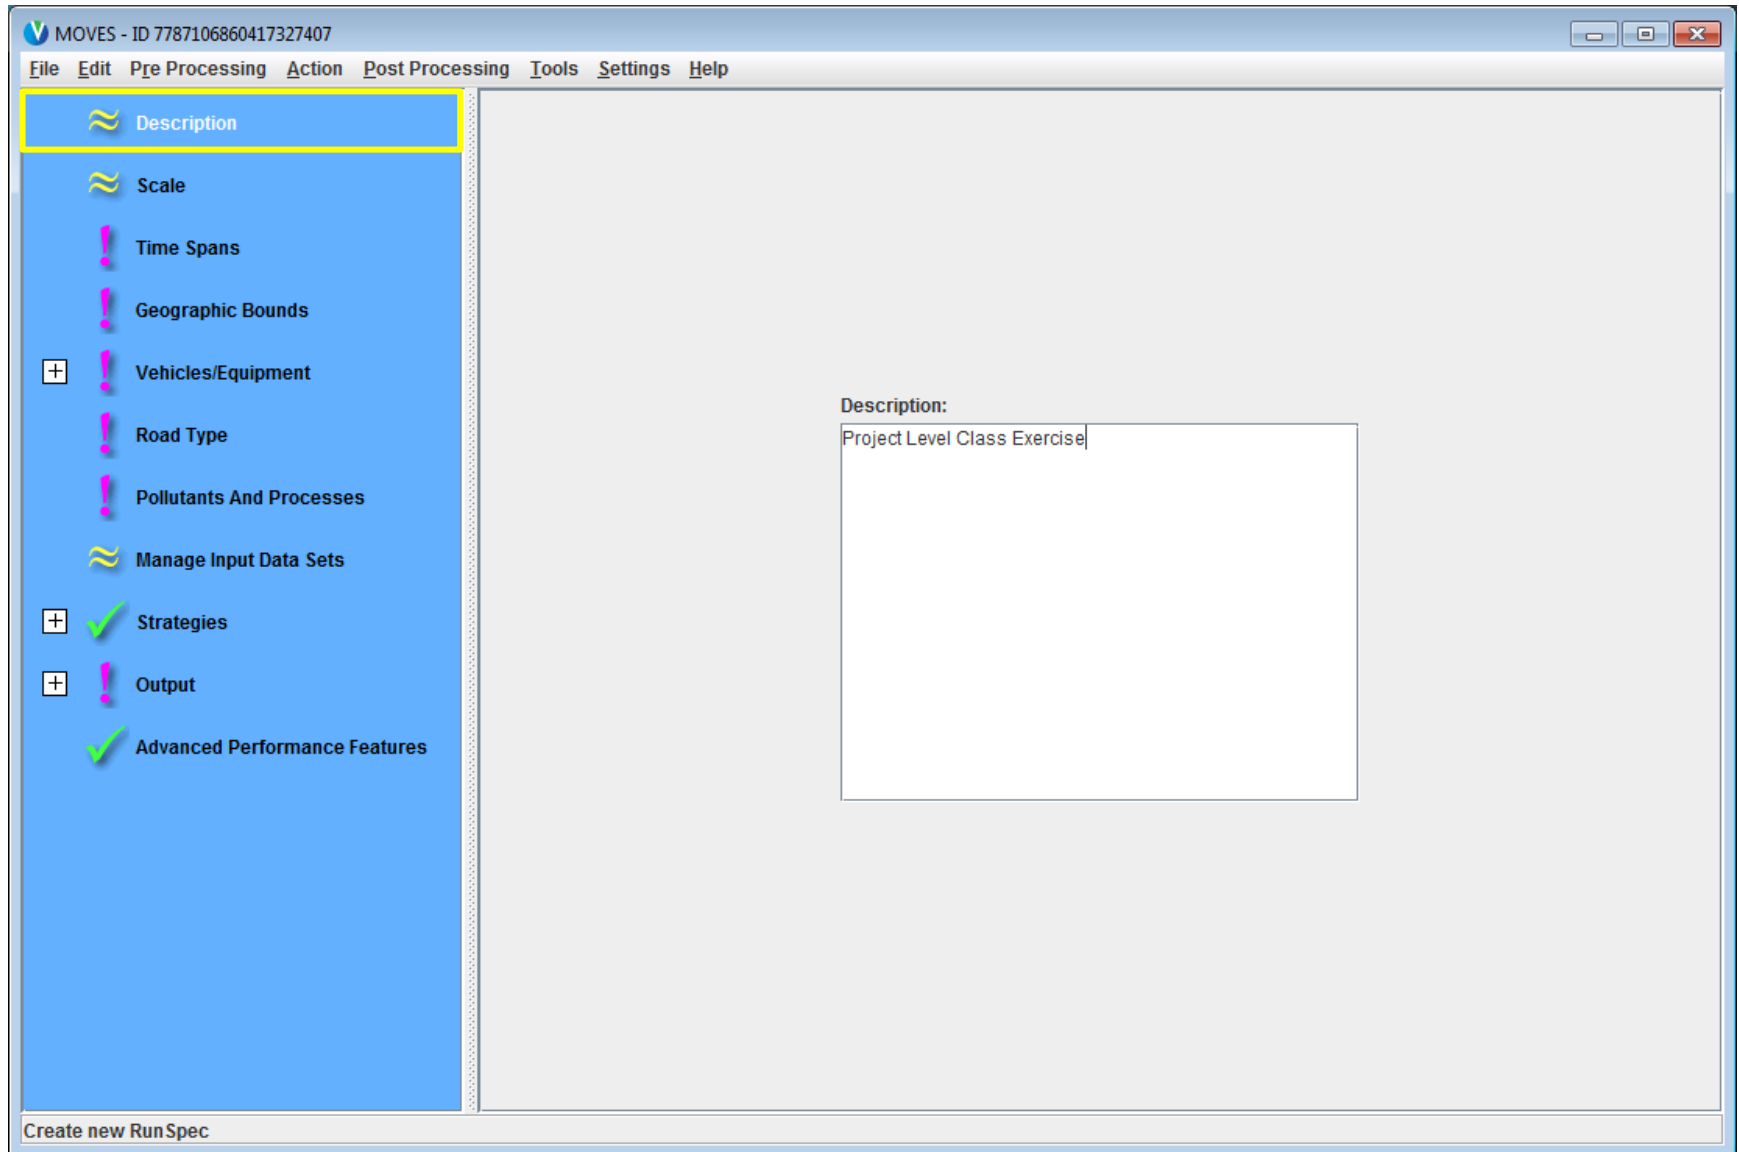 MOVES - ID 7787106860417327407
File Edit Pre Processing Action Post Processing Tools Settings Help
Description
Scale
Time Spans
Geographic Bounds
Vehicles/Equipment
Road Type
Pollutants And Processes
Manage Input Data Sets
Strategies
Output
Advanced Performance Features
Description:
Project Level Class Exercise
Create new RunSpec